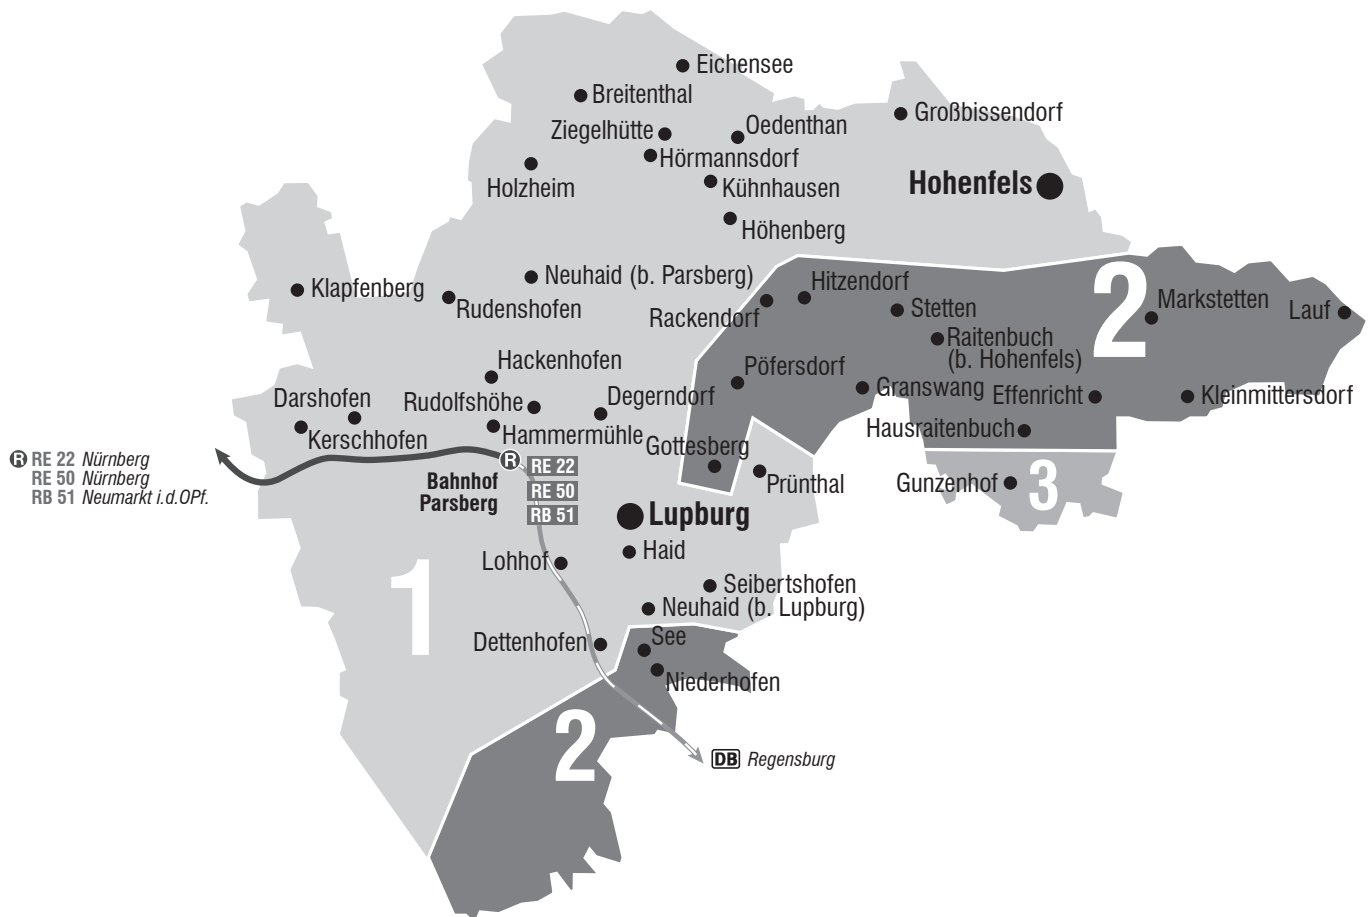 Eichensee
Breitenthal
Großbissendorf
Ziegelhütte
Oedenthan
Hörmannsdorf
Holzheim
Kühnhausen
Hohenfels
Höhenberg
Neuhaid (b. Parsberg)
Hitzendorf
Klapfenberg
Rudenshofen
Rackendorf
Stetten
2
Markstetten
Lauf
Raitenbuch
(b. Hohenfels)
Hackenhofen
Pöfersdorf
Darshofen
Rudolfshöhe
Degerndorf
Granswang
Effenricht
Kleinmittersdorf
Kerschhofen
Hammermühle
Gottesberg
Hausraitenbuch
R RE 22 Nürnberg
RE 50 Nürnberg
RB 51 Neumarkt i.d.OPf.
R
Bahnhof
Parsberg
RE 22
RE 50
RB 51
Prünthal
Gunzenhof
3
Lupburg
Haid
Lohhof
1
Seibertshofen
Neuhaid (b. Lupburg)
Dettenhofen
See
Niederhofen
2
DB Regensburg